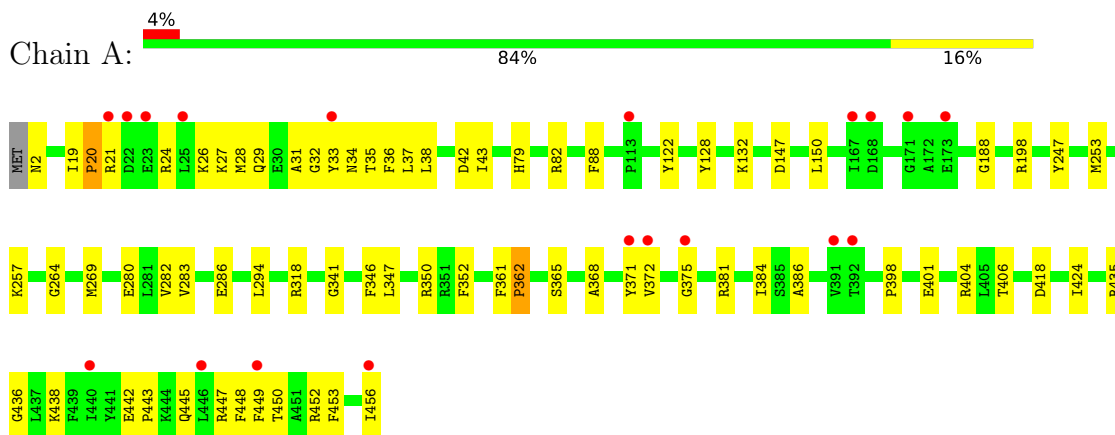 4%
Chain A:
84% 16%
MET N2 I19 P20 R21 D22 E23 R24 L25 K26 K27 M28 Q29 E30 A31 G32 Y33 N34 T35 F36 L37 L38 D42 I43 H79 R82 F88 P113 Y122 Y128 K132 D147 L150 I167 D168 G171 A172 E173 G188 R198 Y247 M253
K257 G264 M269 E280 L281 V282 V283 E286 L294 R318 G341 F346 L347 R350 R351 F352 F361 P362 S365 A368 Y371 V372 G375 R381 I384 S385 A386 V391 T392 P398 E401 R404 L405 T406 D418 I424 R435
G436 L437 K438 F439 I440 Y441 E442 P443 K444 Q445 L446 R447 F448 F449 T450 A451 R452 F453 I456